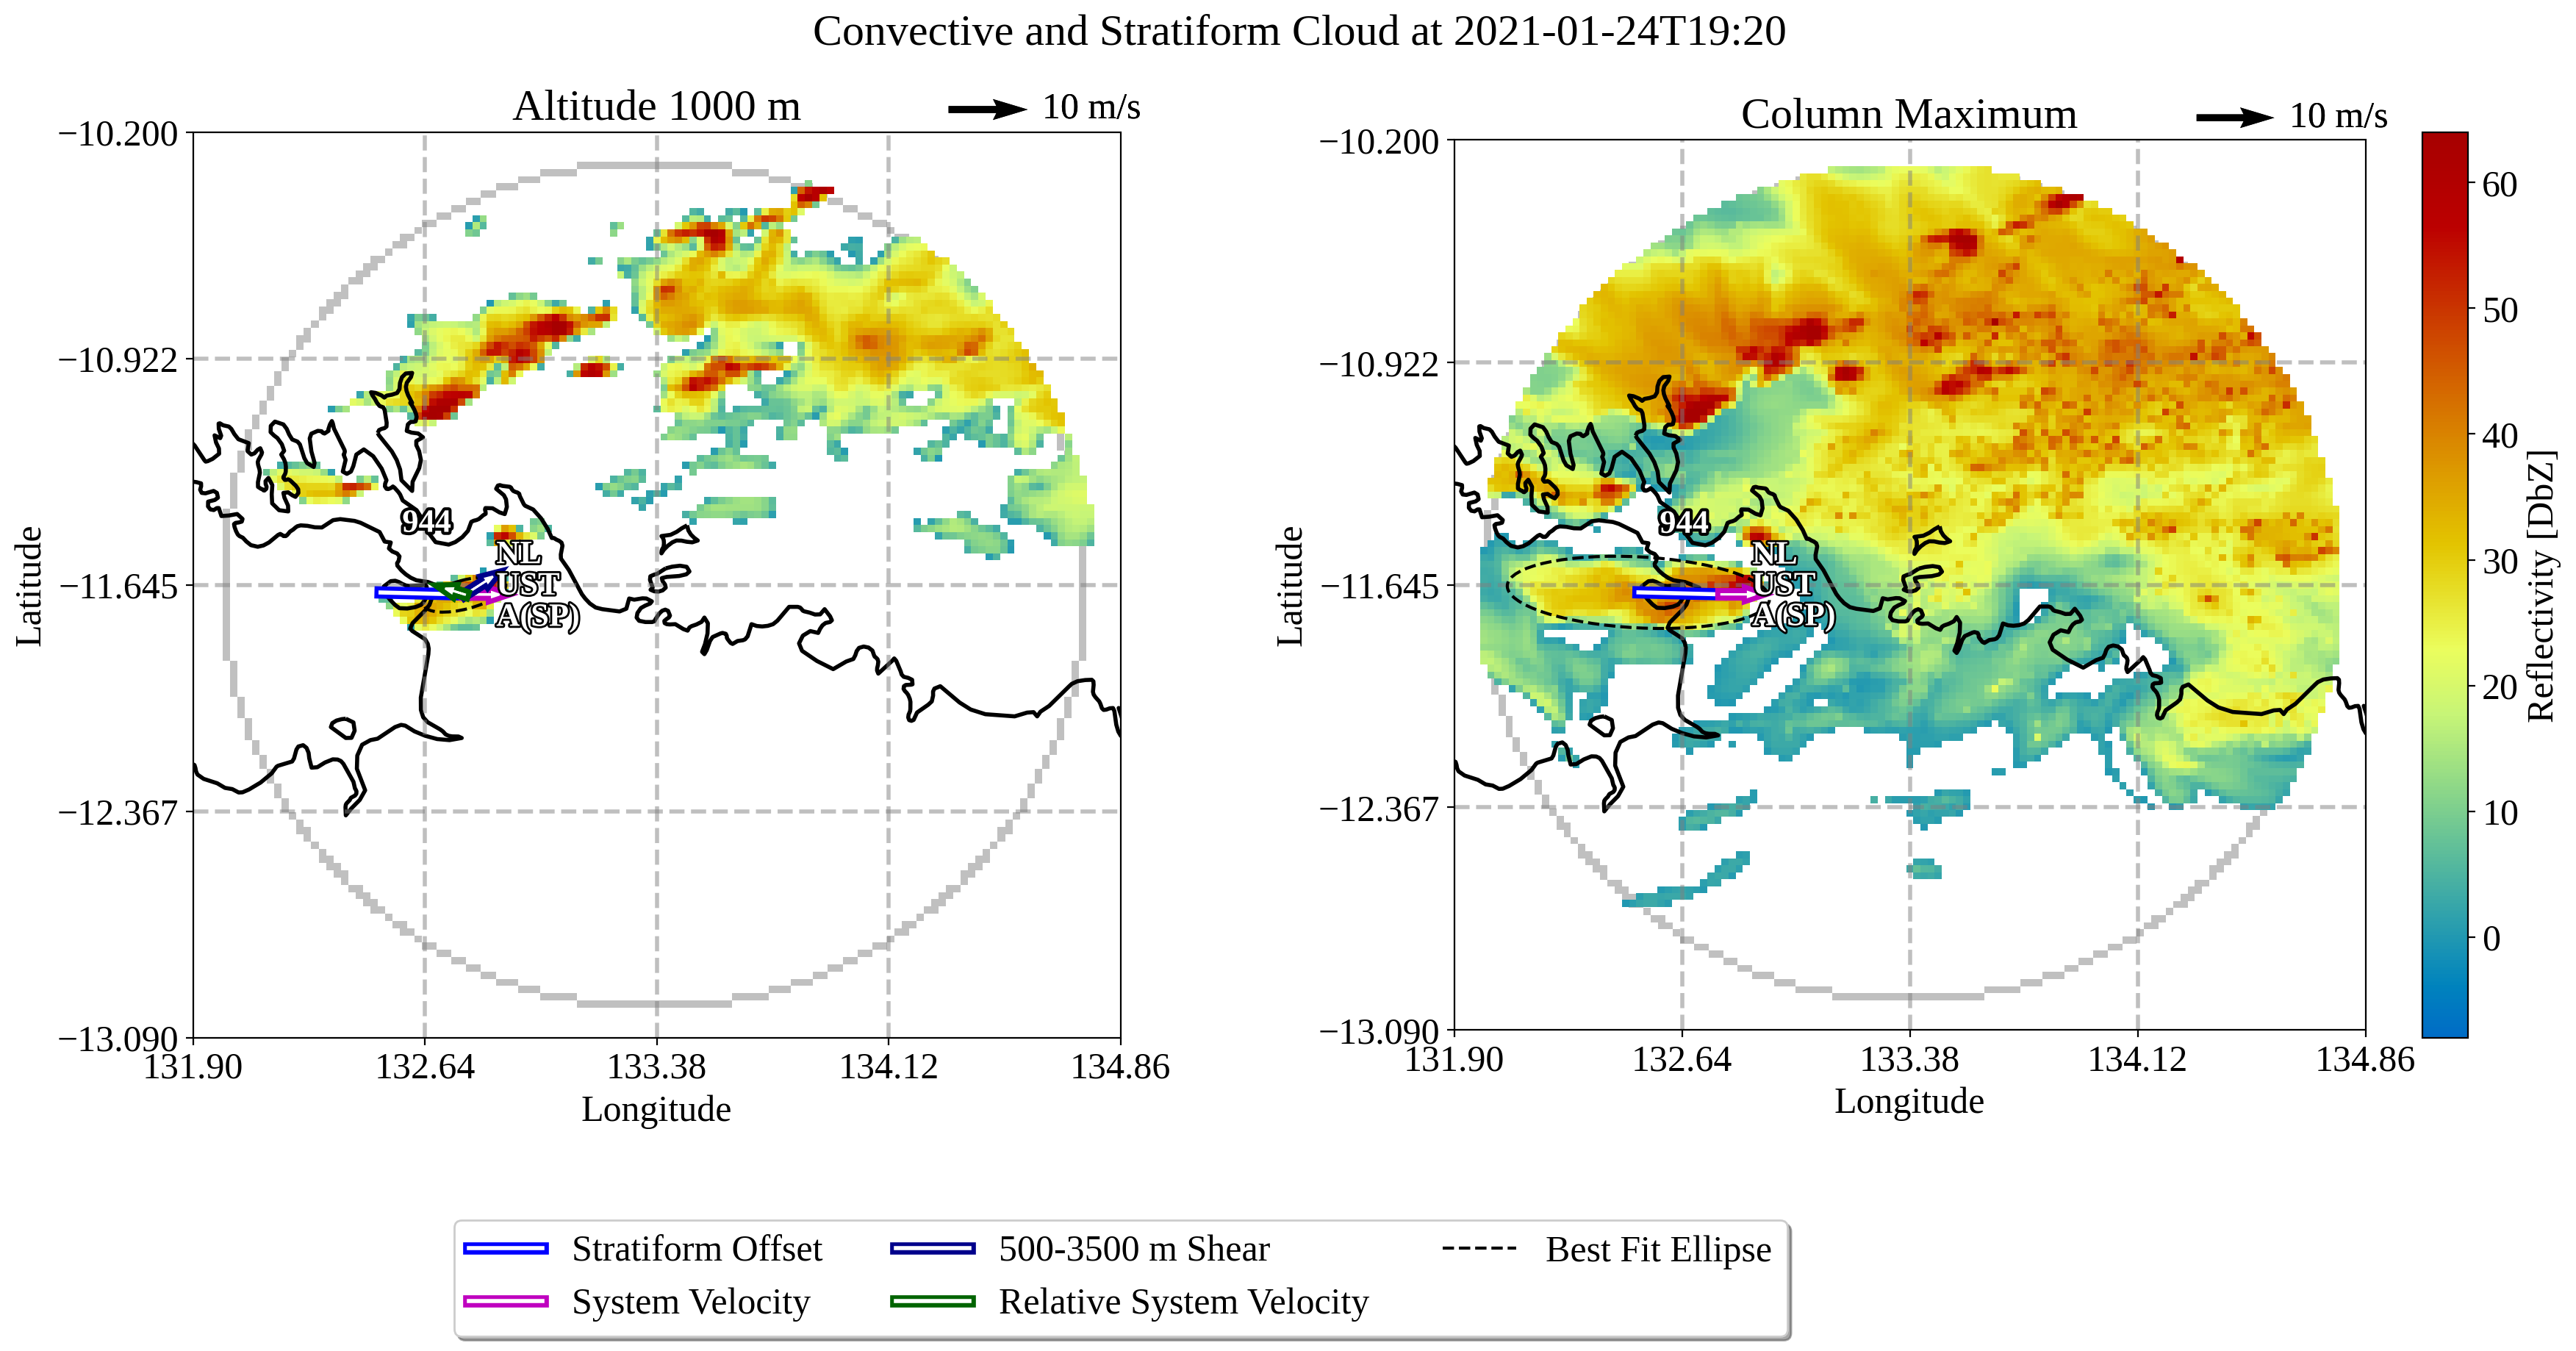 Convective and Stratiform Cloud at 2021-01-24T19:20
Altitude 1000 m
10 m/s
Latitude
−10.200
−10.922
−11.645
−12.367
−13.090
944
NL
UST
A(SP)
131.90
132.64
133.38
134.12
134.86
Longitude
Column Maximum
10 m/s
Latitude
−10.200
−10.922
−11.645
−12.367
−13.090
944
NL
UST
A(SP)
131.90
132.64
133.38
134.12
134.86
Longitude
60
50
40
30
20
10
0
Reflectivity [DbZ]
Stratiform Offset
System Velocity
500-3500 m Shear
Relative System Velocity
Best Fit Ellipse